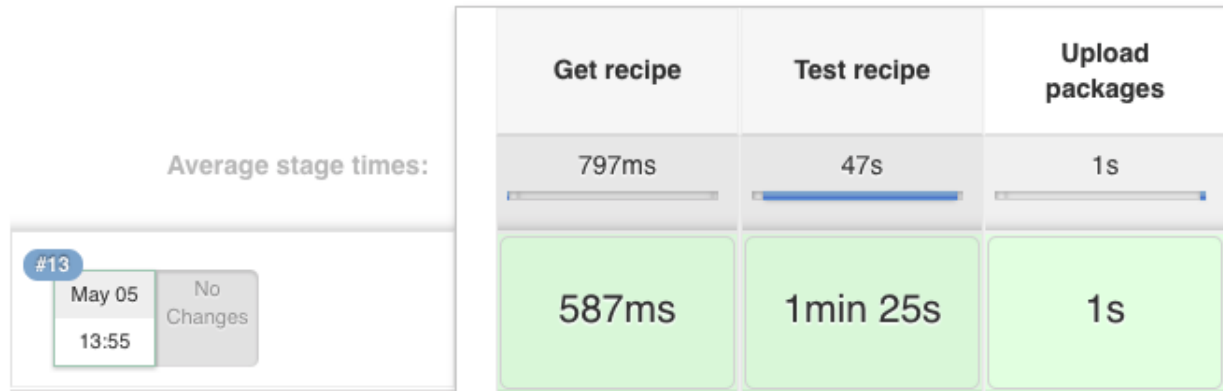 Get recipe
Test recipe
Upload
packages
Average stage times:
797ms
47s
1s
#13
May 05
13:55
No
Changes
587ms
1min 25s
1s